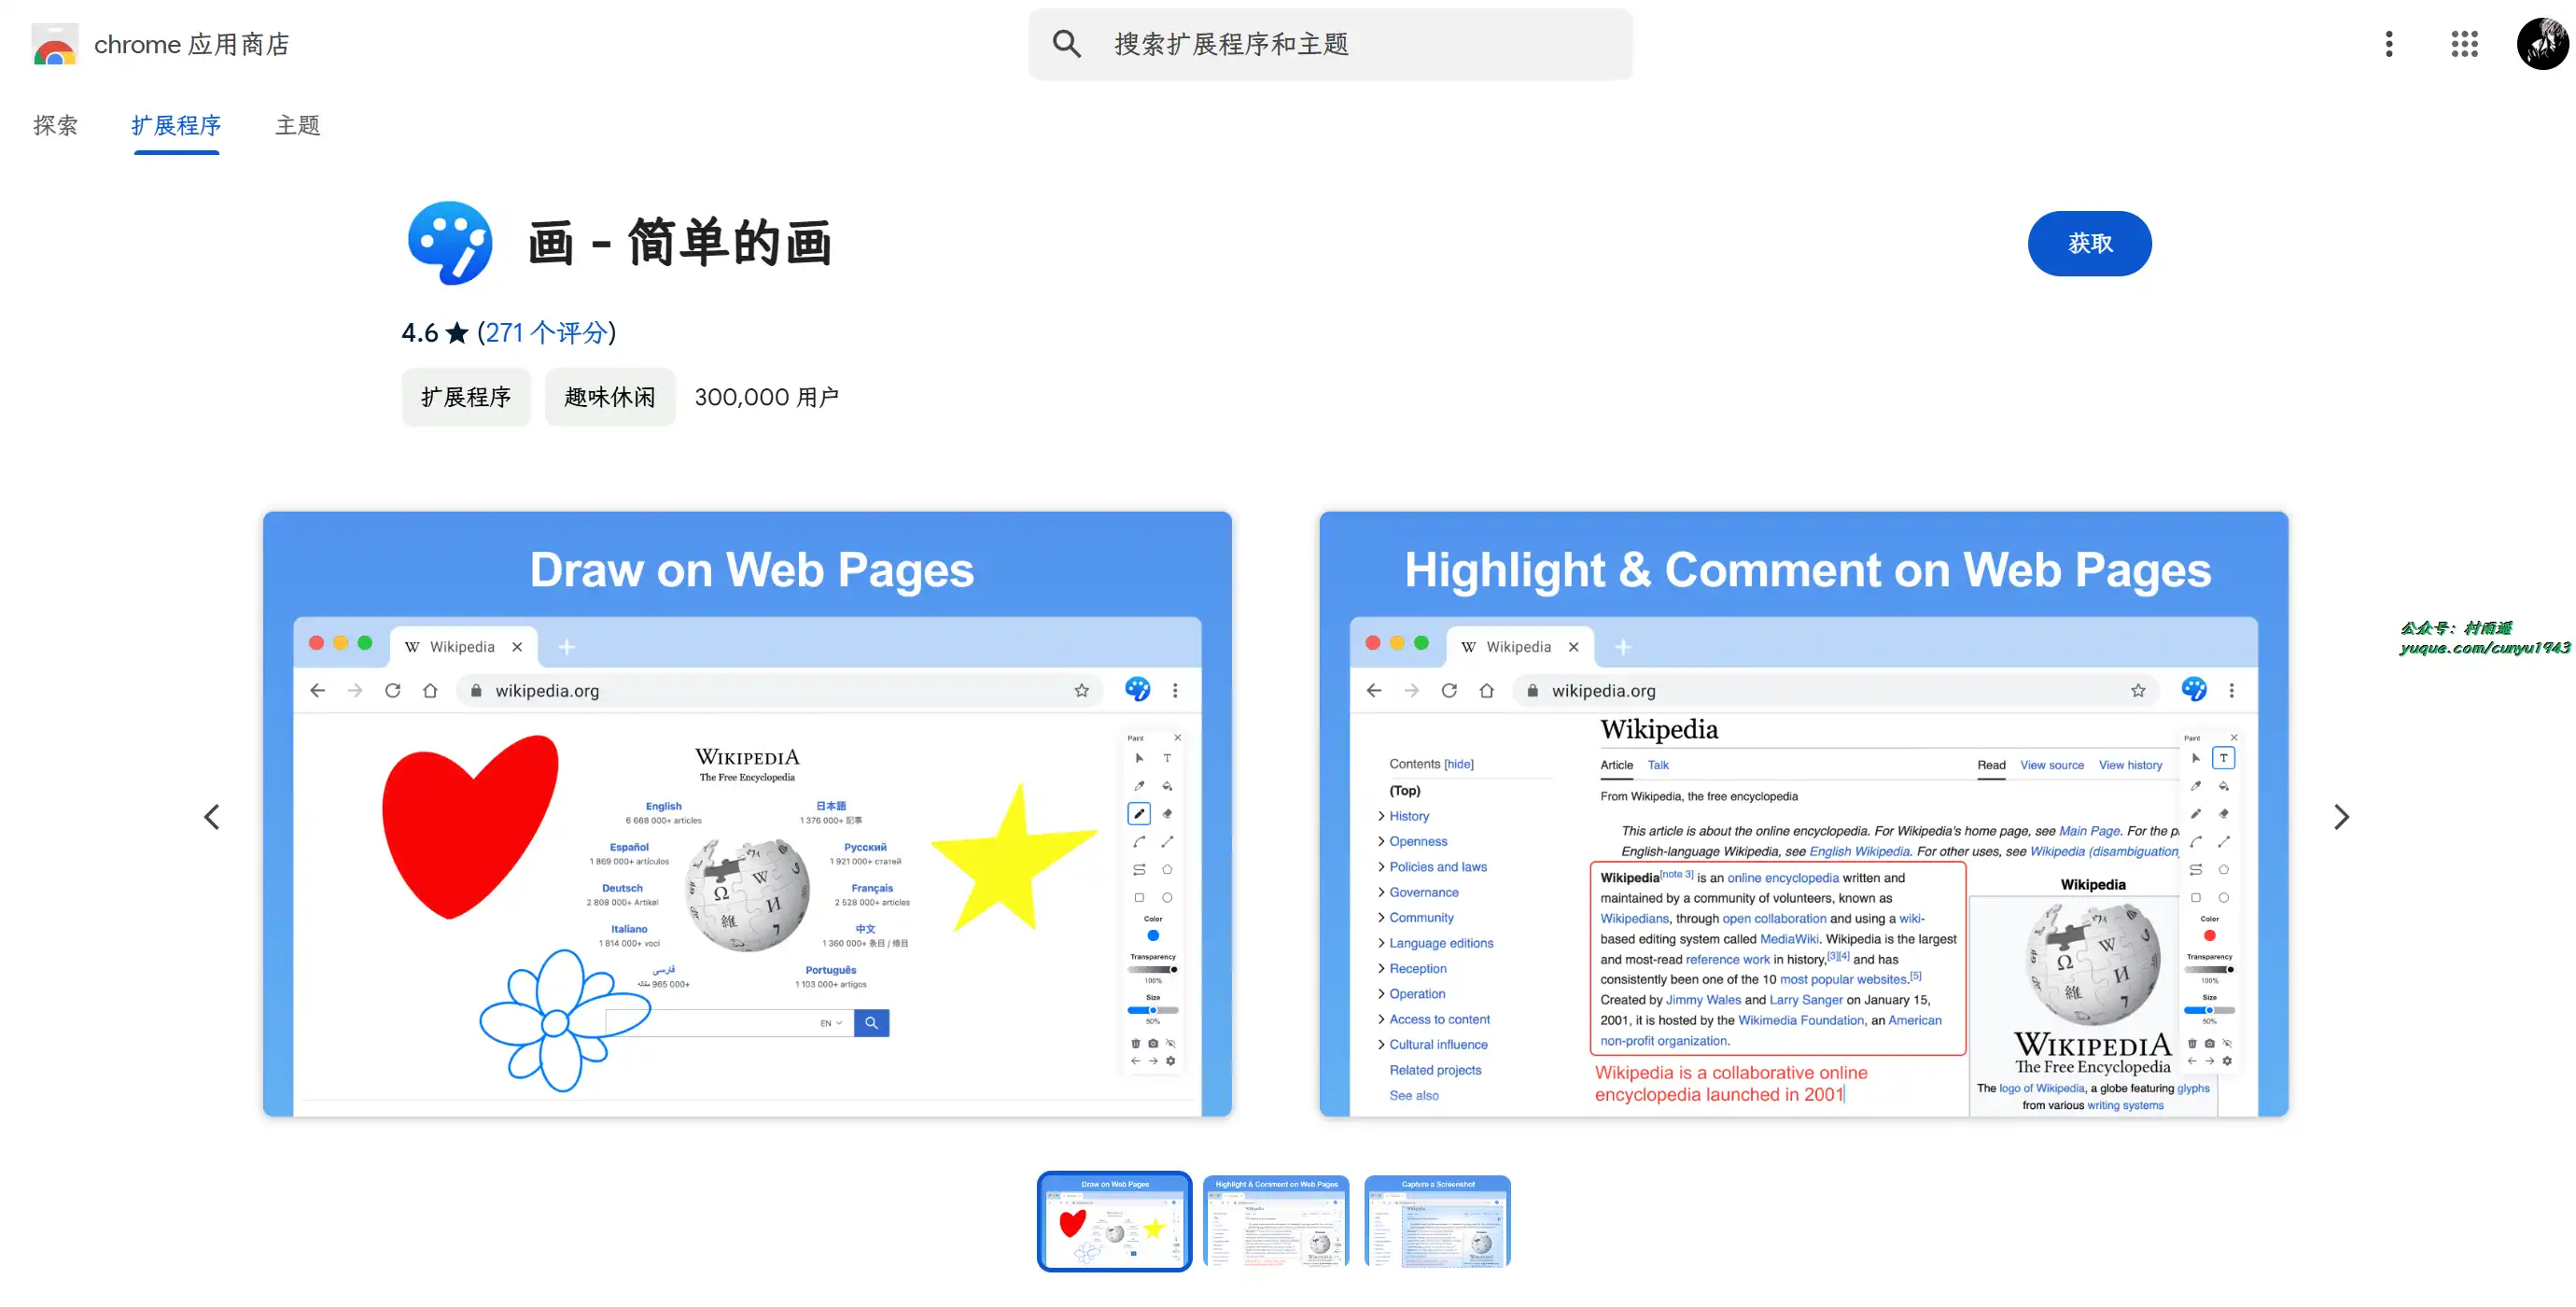 chrome 应用商店
搜索扩展程序和主题
探索
扩展程序
主题
画 - 简单的画
获取
4.6 ★ (271 个评分)
扩展程序
趣味休闲
300,000 用户
Draw on Web Pages
Wikipedia
wikipedia.org
WIKIPEDIA
The Free Encyclopedia
English
6 668 000+ articles
日本語
1 376 000+ 記事
Español
1 869 000+ artículos
Русский
1 921 000+ статей
Deutsch
2 808 000+ Artikel
Français
2 528 000+ articles
Italiano
1 814 000+ voci
中文
1 360 000+ 条目 / 條目
فارسی
965 000+ مقاله
Português
1 103 000+ artigos
EN
Paint
T
Color
Transparency
100%
Size
50%
Highlight & Comment on Web Pages
Wikipedia
wikipedia.org
Contents [hide]
(Top)
History
Openness
Policies and laws
Governance
Community
Language editions
Reception
Operation
Access to content
Cultural influence
Related projects
See also
Wikipedia
Article Talk
Read View source View history
From Wikipedia, the free encyclopedia
This article is about the online encyclopedia. For Wikipedia's home page, see Main Page. For the p
English-language Wikipedia, see English Wikipedia. For other uses, see Wikipedia (disambiguation
Wikipedia[note 3] is an online encyclopedia written and
maintained by a community of volunteers, known as
Wikipedians, through open collaboration and using a wiki-
based editing system called MediaWiki. Wikipedia is the largest
and most-read reference work in history,[3][4] and has
consistently been one of the 10 most popular websites.[5]
Created by Jimmy Wales and Larry Sanger on January 15,
2001, it is hosted by the Wikimedia Foundation, an American
non-profit organization.
Wikipedia is a collaborative online
encyclopedia launched in 2001
Wikipedia
WIKIPEDIA
The Free Encyclopedia
The logo of Wikipedia, a globe featuring glyphs
from various writing systems
Paint
T
Color
Transparency
100%
Size
50%
公众号：村雨遥
yuque.com/cunyu1943
Draw on Web Pages
Highlight & Comment on Web Pages
Capture a Screenshot